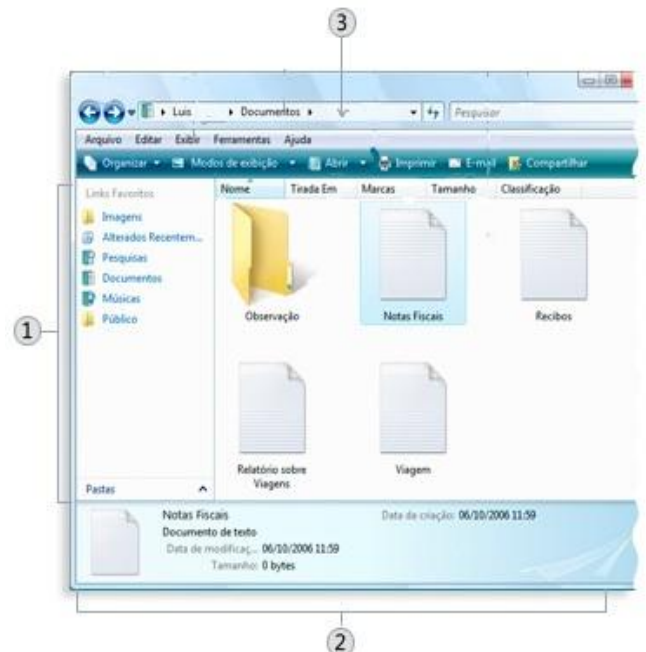 3
Luis Documentos
Pesquisar
Arquivo Editar Exibir Ferramentas Ajuda
Organizar Modos de exibição Abrir Imprimir E-mail Compartilhar
Links Favoritos
Nome Tirada Em Marcas Tamanho Classificação
Imagens
Alterados Recentem...
Pesquisas
Documentos
Músicas
Público
1
Observação Notas Fiscais Recibos
Relatório sobre Viagens
Viagem
Pastas
Notas Fiscais Data de criação: 06/10/2006 11:59
Documento de texto
Data de modificaç... 06/10/2006 11:59
Tamanho: 0 bytes
2